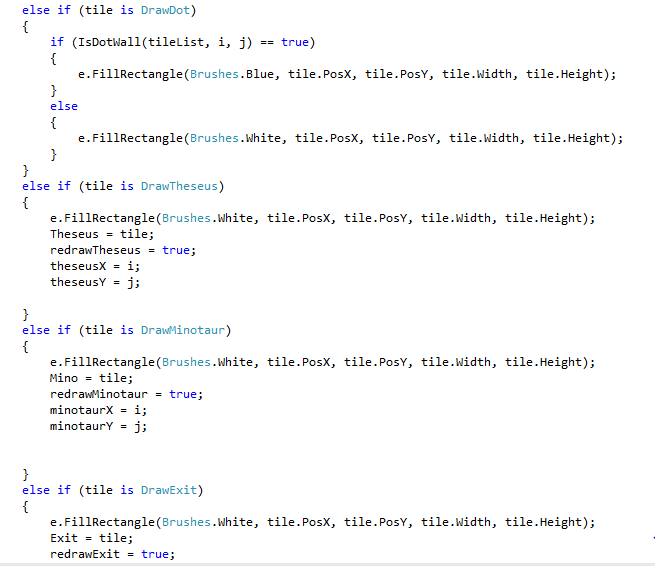 else if (tile is DrawDot)
{
if (IsDotWall(tileList, i, j) == true)
{
e.FillRectangle(Brushes.Blue, tile.PosX, tile.PosY, tile.Width, tile.Height);
}
else
{
e.FillRectangle(Brushes.White, tile.PosX, tile.PosY, tile.Width, tile.Height);
}
}
else if (tile is DrawTheseus)
{
e.FillRectangle(Brushes.White, tile.PosX, tile.PosY, tile.Width, tile.Height);
Theseus = tile;
redrawTheseus = true;
theseusX = i;
theseusY = j;
}
else if (tile is DrawMinotaur)
{
e.FillRectangle(Brushes.White, tile.PosX, tile.PosY, tile.Width, tile.Height);
Mino = tile;
redrawMinotaur = true;
minotaurX = i;
minotaurY = j;
}
else if (tile is DrawExit)
{
e.FillRectangle(Brushes.White, tile.PosX, tile.PosY, tile.Width, tile.Height);
Exit = tile;
redrawExit = true;